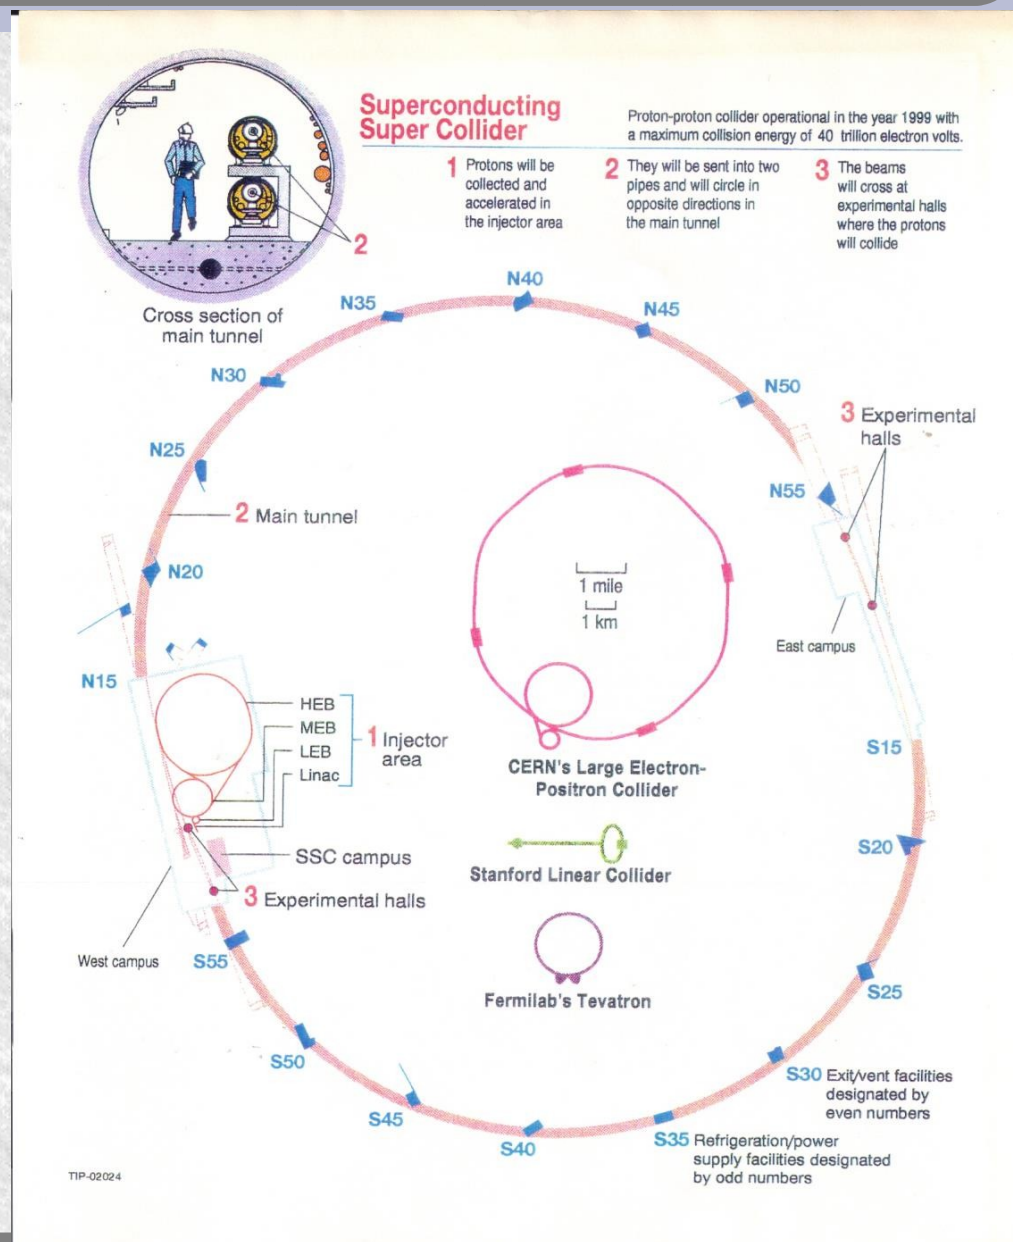 Superconducting
Super Collider
Proton-proton collider operational in the year 1999 with
a maximum collision energy of 40 trillion electron volts.
1 Protons will be
collected and
accelerated in
the injector area
2 They will be sent into two
pipes and will circle in
opposite directions in
the main tunnel
3 The beams
will cross at
experimental halls
where the protons
will collide
2
Cross section of
main tunnel
N40
N35
N45
N30
N50
3 Experimental
halls
N25
N55
2 Main tunnel
N20
1 mile
1 km
East campus
N15
HEB
MEB
LEB
Linac
1 Injector
area
S15
CERN's Large Electron-
Positron Collider
SSC campus
S20
Stanford Linear Collider
3 Experimental halls
West campus
S55
Fermilab's Tevatron
S25
S50
S30 Exit/vent facilities
designated by
even numbers
S45
S40
S35 Refrigeration/power
supply facilities designated
by odd numbers
TIP-02024